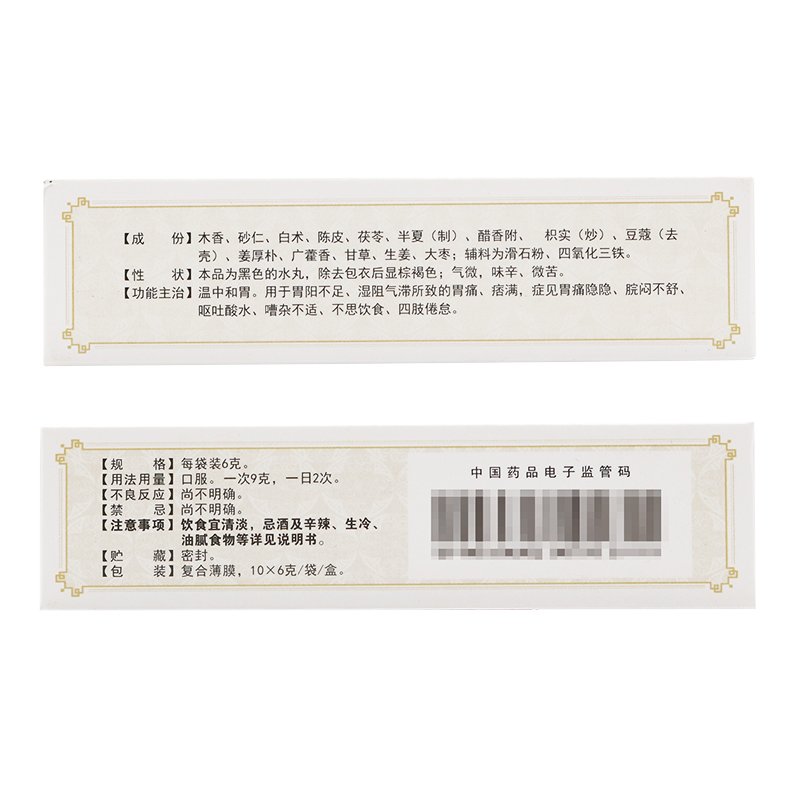 【成　份】木香、砂仁、白术、陈皮、茯苓、半夏（制）、醋香附、 枳实（炒）、豆蔻（去
壳）、姜厚朴、广藿香、甘草、生姜、大枣；辅料为滑石粉、四氧化三铁。
【性　状】本品为黑色的水丸，除去包衣后显棕褐色；气微，味辛、微苦。
【功能主治】温中和胃。用于胃阳不足、湿阻气滞所致的胃痛、痞满，症见胃痛隐隐、脘闷不舒、
呕吐酸水、嘈杂不适、不思饮食、四肢倦怠。
【规　格】每袋装6克。
【用法用量】口服。一次9克，一日2次。
【不良反应】尚不明确。
【禁　忌】尚不明确。
【注意事项】饮食宜清淡，忌酒及辛辣、生冷、
油腻食物等详见说明书。
【贮　藏】密封。
【包　装】复合薄膜，10×6克/袋/盒。
中国药品电子监管码